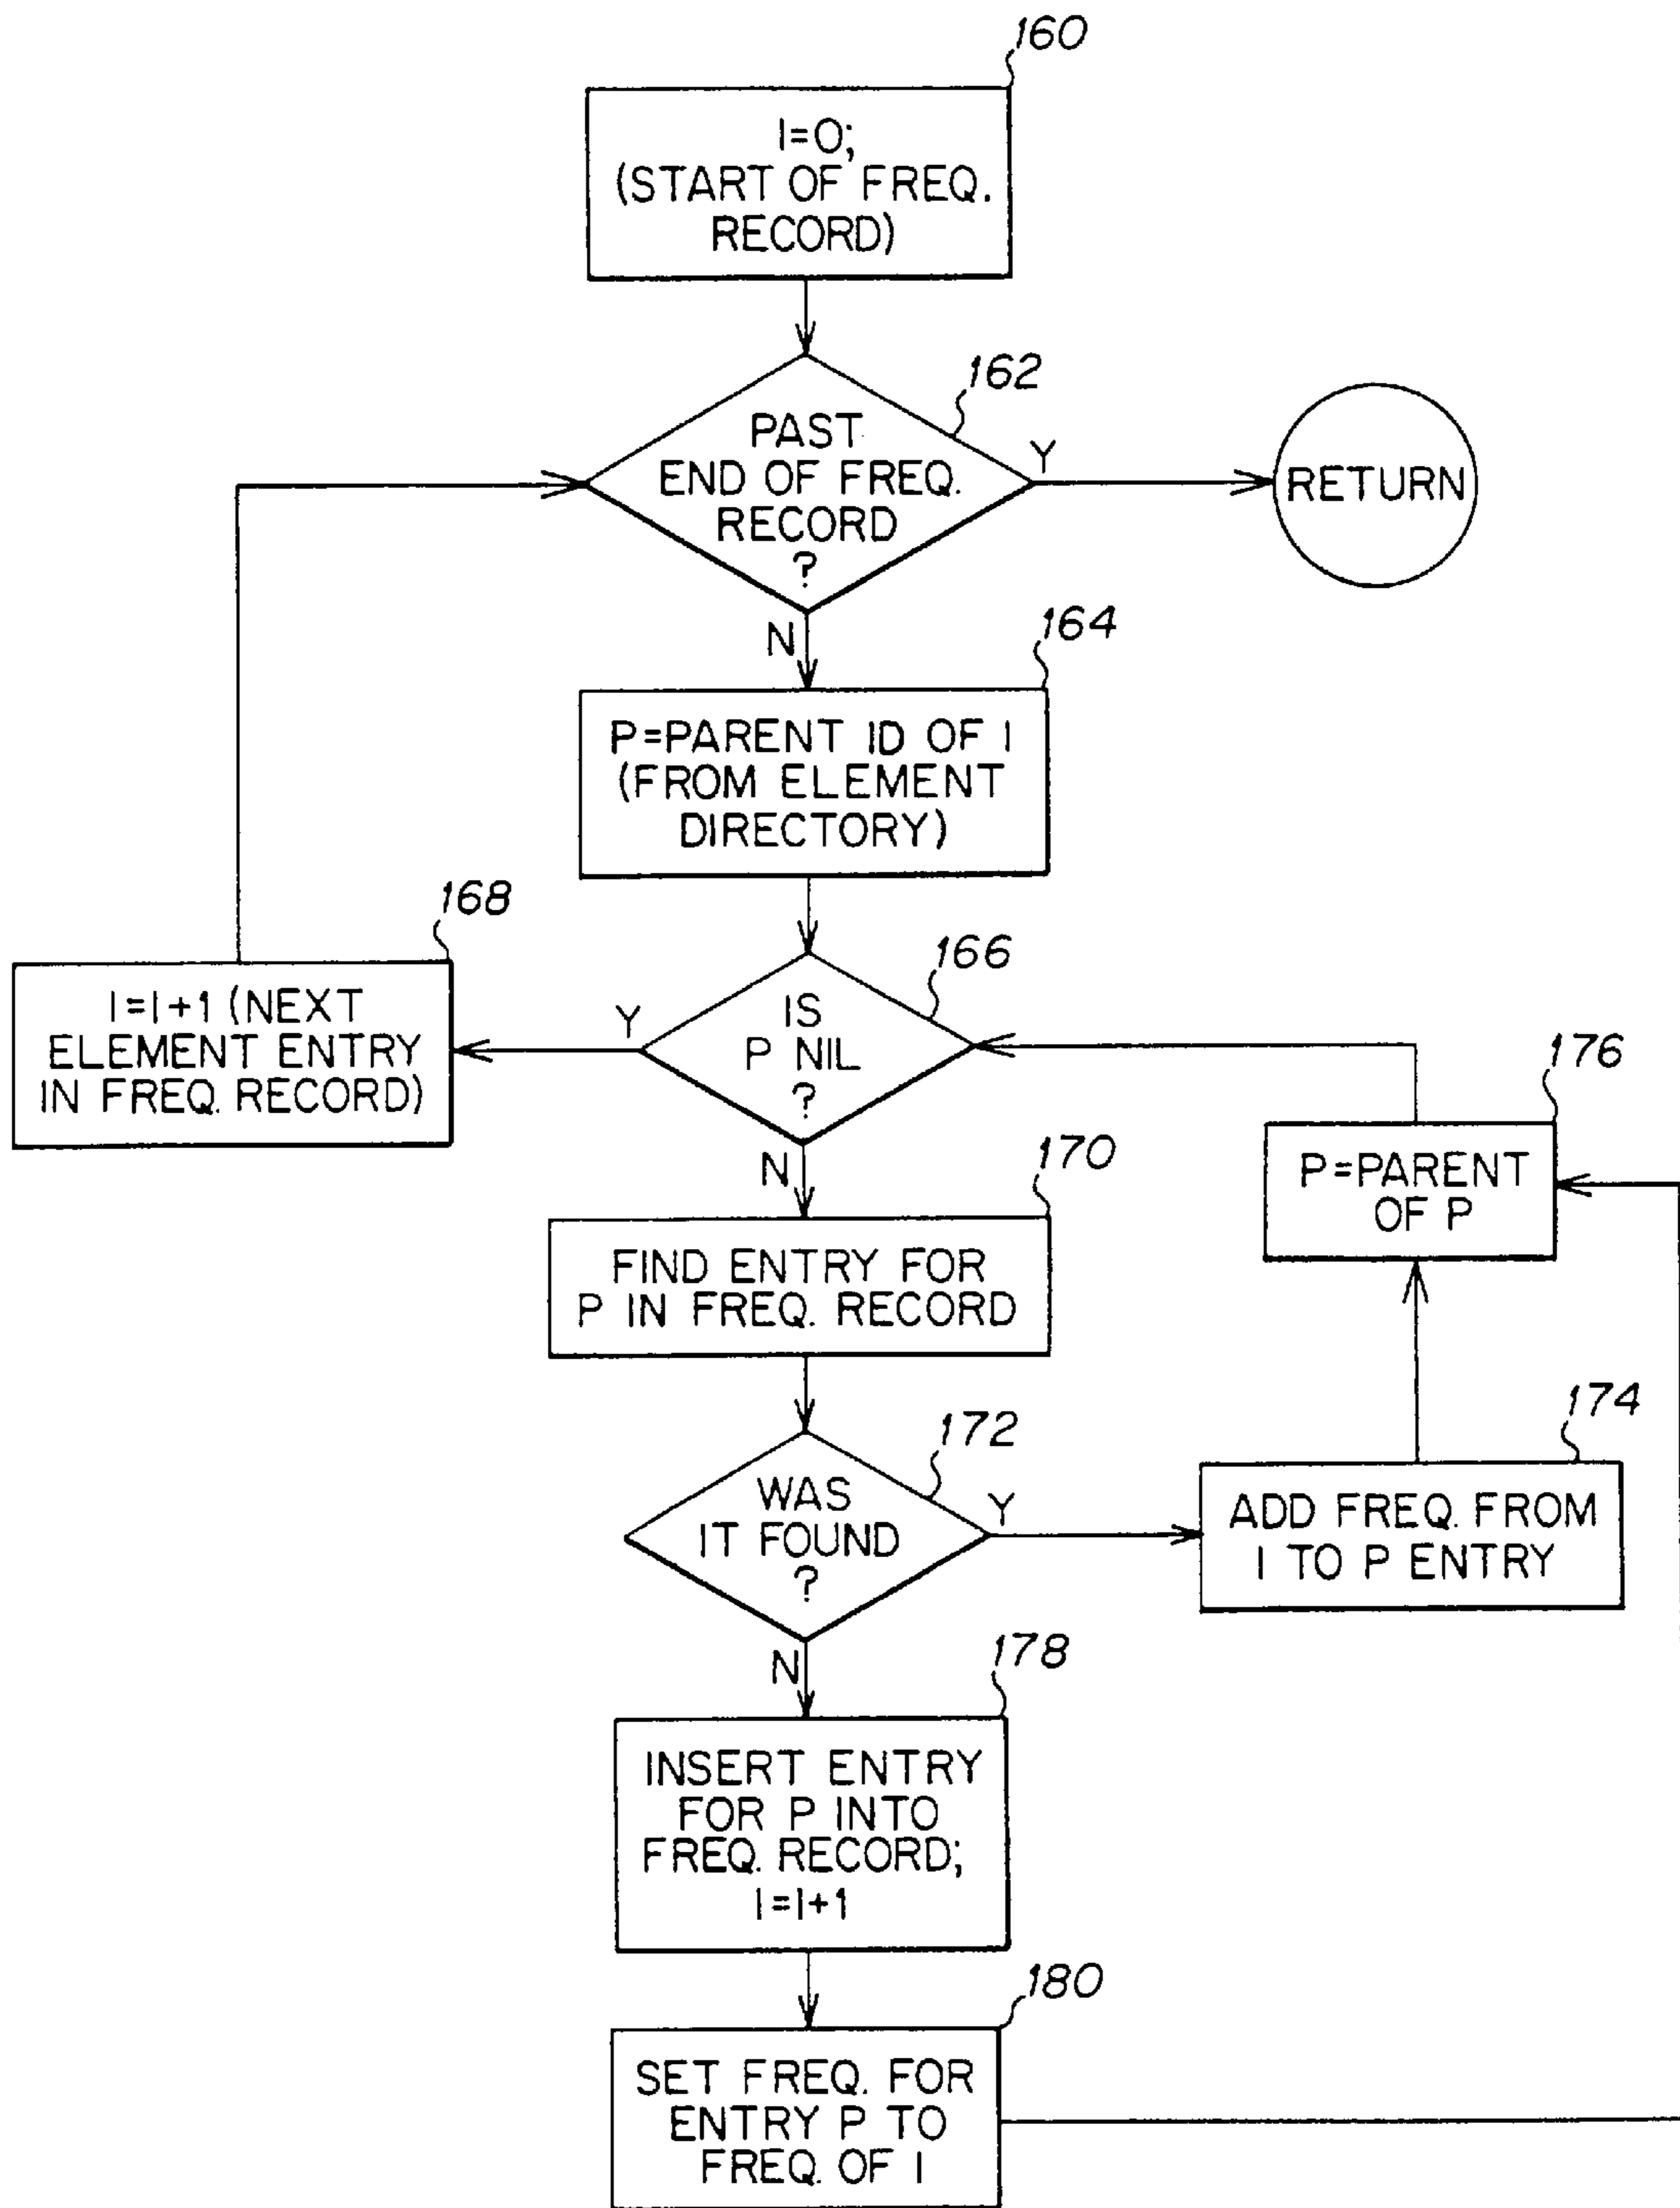 160
I=0;
(START OF FREQ.
RECORD)
162
PAST
END OF FREQ.
RECORD
?
Y
RETURN
N
164
P=PARENT ID OF I
(FROM ELEMENT
DIRECTORY)
168
I=I+1 (NEXT
ELEMENT ENTRY
IN FREQ. RECORD)
166
IS
P NIL
?
Y
N
176
P=PARENT
OF P
170
FIND ENTRY FOR
P IN FREQ. RECORD
172
WAS
IT FOUND
?
Y
N
174
ADD FREQ. FROM
I TO P ENTRY
178
INSERT ENTRY
FOR P INTO
FREQ. RECORD;
I=I+1
180
SET FREQ. FOR
ENTRY P TO
FREQ. OF I